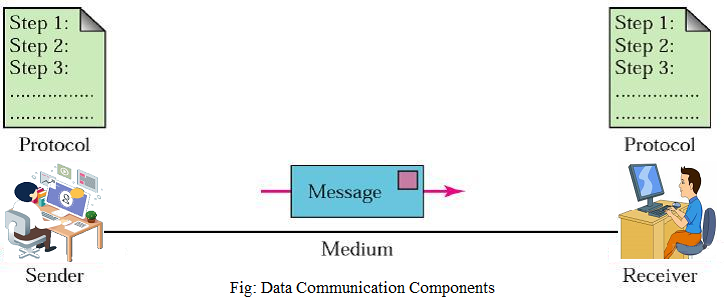 Step 1:
Step 2:
Step 3:
................
................
Protocol
Step 1:
Step 2:
Step 3:
................
................
Protocol
Message
Medium
Sender
Receiver
Fig: Data Communication Components